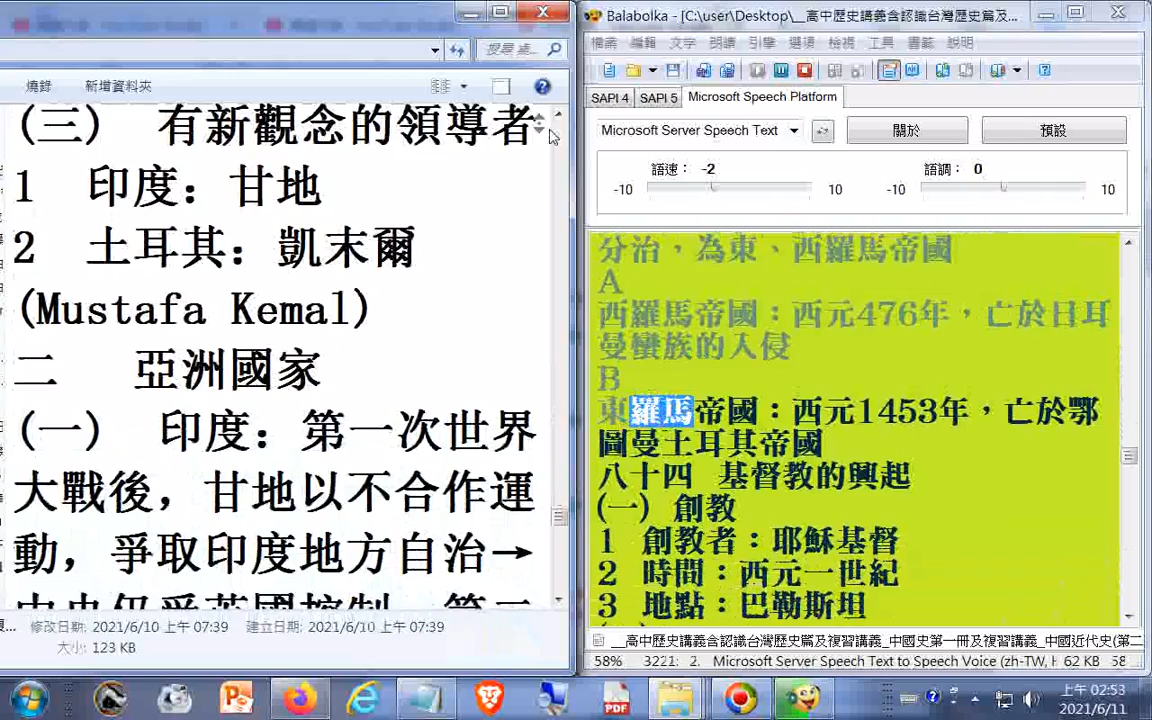 搜尋桌...
燒錄 新增資料夾
(三) 有新觀念的領導者
1 印度：甘地
2 土耳其：凱末爾
(Mustafa Kemal)
二 亞洲國家
(一) 印度：第一次世界
大戰後，甘地以不合作運
動，爭取印度地方自治→
修改日期: 2021/6/10 上午 07:39 建立日期: 2021/6/10 上午 07:39
大小: 123 KB
Balabolka - [C:\user\Desktop\__高中歷史講義含認識台灣歷史篇及...
檔案 編輯 文字 朗讀 引擎 選項 檢視 工具 書籤 說明
SAPI 4 SAPI 5 Microsoft Speech Platform
Microsoft Server Speech Text 關於 預設
語速： -2 語調： 0
-10 10 -10 10
分治，為東、西羅馬帝國
A
西羅馬帝國：西元476年，亡於日耳
曼蠻族的入侵
B
東羅馬帝國：西元1453年，亡於鄂
圖曼土耳其帝國
八十四 基督教的興起
(一) 創教
1 創教者：耶穌基督
2 時間：西元一世紀
3 地點：巴勒斯坦
__高中歷史講義含認識台灣歷史篇及複習講義_中國史第一冊及複習講義_中國近代史(第二
58% 3221: 2. Microsoft Server Speech Text to Speech Voice (zh-TW, H 62 KB 58
PDF
上午 02:53
2021/6/11